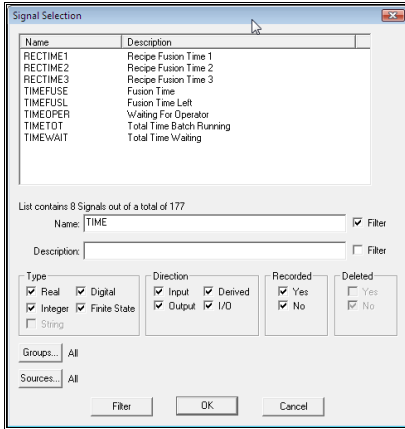 Signal Selection
Name Description
RECTIME1 Recipe Fusion Time 1
RECTIME2 Recipe Fusion Time 2
RECTIME3 Recipe Fusion Time 3
TIMEFUSE Fusion Time
TIMEFUSL Fusion Time Left
TIMEOPER Waiting For Operator
TIMETOT Total Time Batch Running
TIMEWAIT Total Time Waiting
List contains 8 Signals out of a total of 177
Name: TIME Filter
Description: Filter
Type Direction Recorded Deleted
Real Digital Input Derived Yes Yes
Integer Finite State Output I/O No No
String
Groups... All
Sources... All
Filter OK Cancel